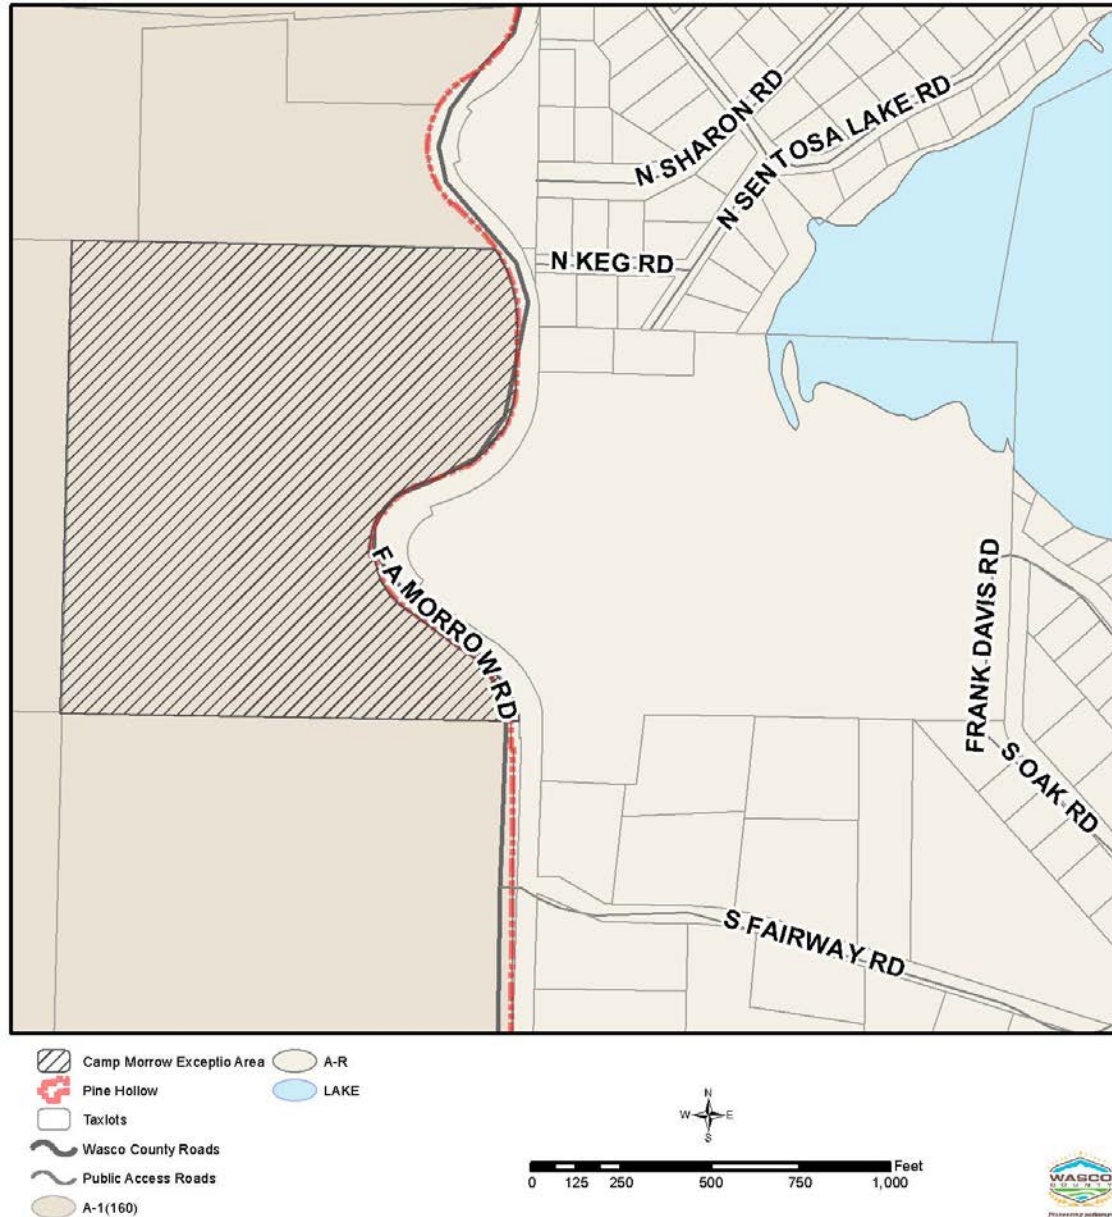 N SHARON RD
N SENTOSA LAKE RD
N KEG RD
F.A.MORROW RD
FRANK DAVIS RD
S OAK RD
S FAIRWAY RD
Camp Morrow Exceptio Area
A-R
Pine Hollow
LAKE
Taxlots
Wasco County Roads
Public Access Roads
A-1(160)
N
W E
S
Feet
0 125 250 500 750 1,000
WASCO
COUNTY